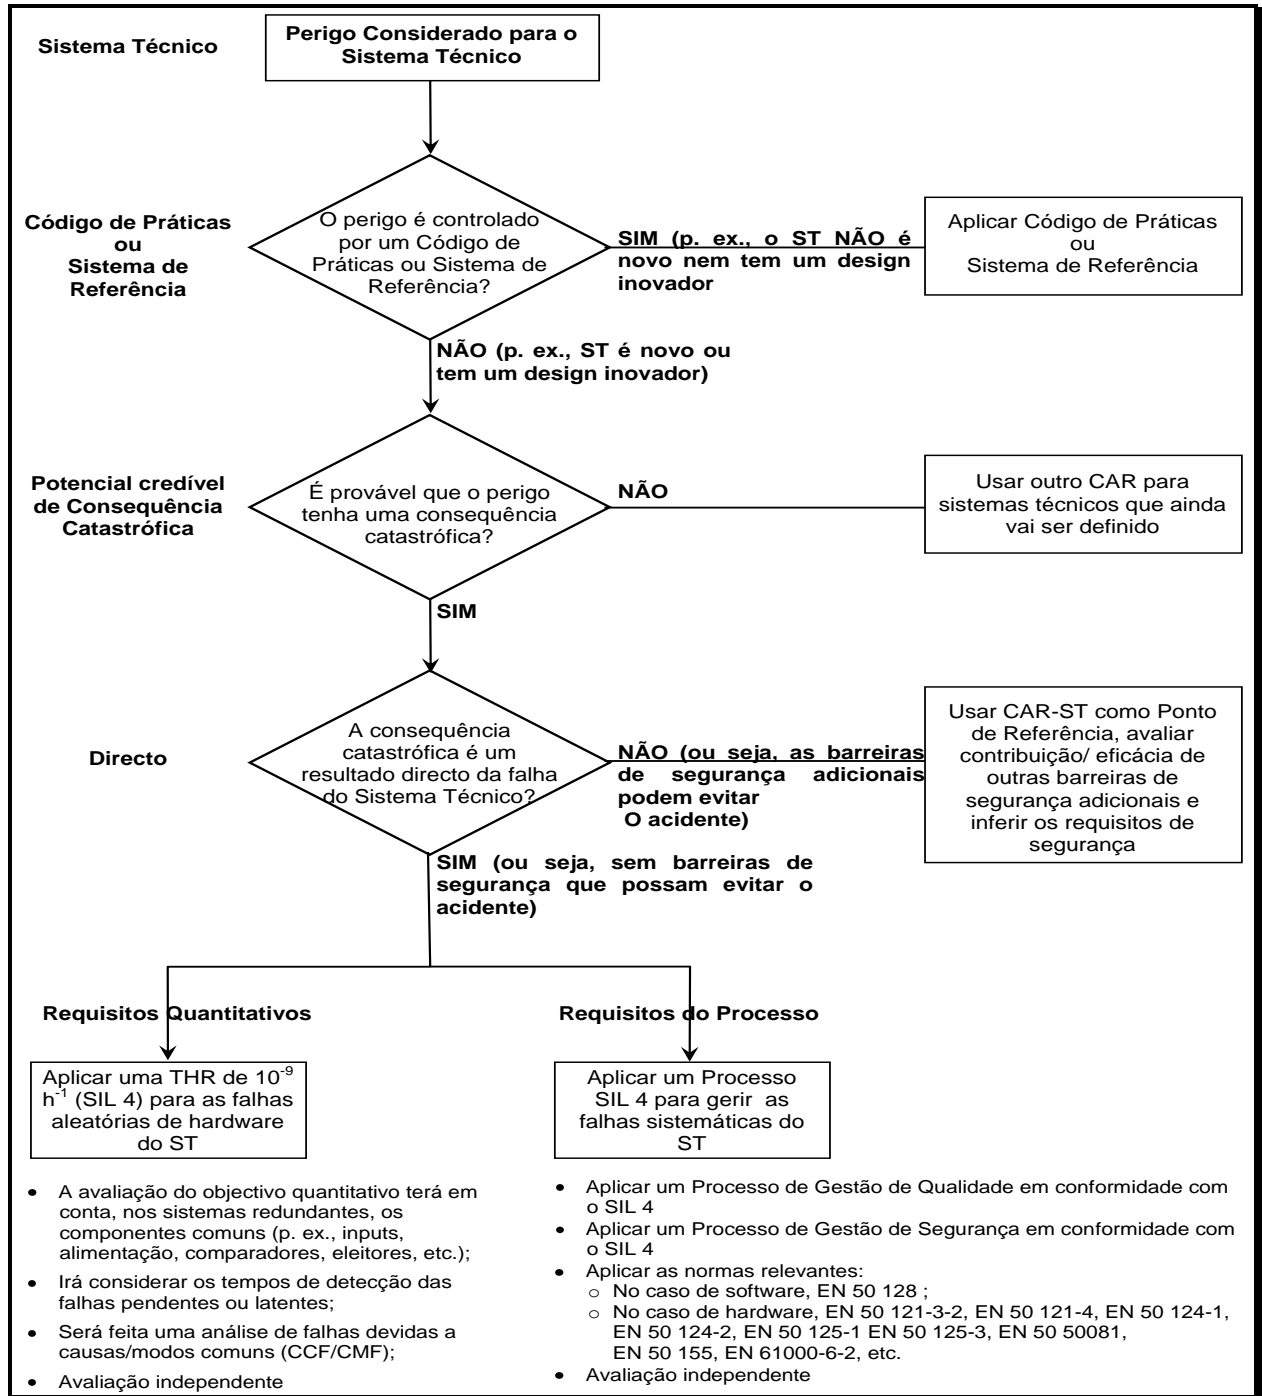 Sistema Técnico
Perigo Considerado para o
Sistema Técnico
Código de Práticas
ou
Sistema de
Referência
O perigo é controlado
por um Código de
Práticas ou Sistema de
Referência?
SIM (p. ex., o ST NÃO é
novo nem tem um design
inovador
Aplicar Código de Práticas
ou
Sistema de Referência
NÃO (p. ex., ST é novo ou
tem um design inovador)
Potencial credível
de Consequência
Catastrófica
É provável que o perigo
tenha uma consequência
catastrófica?
NÃO
Usar outro CAR para
sistemas técnicos que ainda
vai ser definido
SIM
Directo
A consequência
catastrófica é um
resultado directo da falha
do Sistema Técnico?
NÃO (ou seja, as barreiras
de segurança adicionais
podem evitar
O acidente)
Usar CAR-ST como Ponto
de Referência, avaliar
contribuição/ eficácia de
outras barreiras de
segurança adicionais e
inferir os requisitos de
segurança
SIM (ou seja, sem barreiras de
segurança que possam evitar o
acidente)
Requisitos Quantitativos
Aplicar uma THR de 10⁻⁹
h⁻¹ (SIL 4) para as falhas
aleatórias de hardware
do ST
• A avaliação do objectivo quantitativo terá em
conta, nos sistemas redundantes, os
componentes comuns (p. ex., inputs,
alimentação, comparadores, eleitores, etc.);
• Irá considerar os tempos de detecção das
falhas pendentes ou latentes;
• Será feita uma análise de falhas devidas a
causas/modos comuns (CCF/CMF);
• Avaliação independente
Requisitos do Processo
Aplicar um Processo
SIL 4 para gerir as
falhas sistemáticas do
ST
• Aplicar um Processo de Gestão de Qualidade em conformidade com
o SIL 4
• Aplicar um Processo de Gestão de Segurança em conformidade com
o SIL 4
• Aplicar as normas relevantes:
o No caso de software, EN 50 128 ;
o No caso de hardware, EN 50 121-3-2, EN 50 121-4, EN 50 124-1,
EN 50 124-2, EN 50 125-1 EN 50 125-3, EN 50 50081,
EN 50 155, EN 61000-6-2, etc.
• Avaliação independente